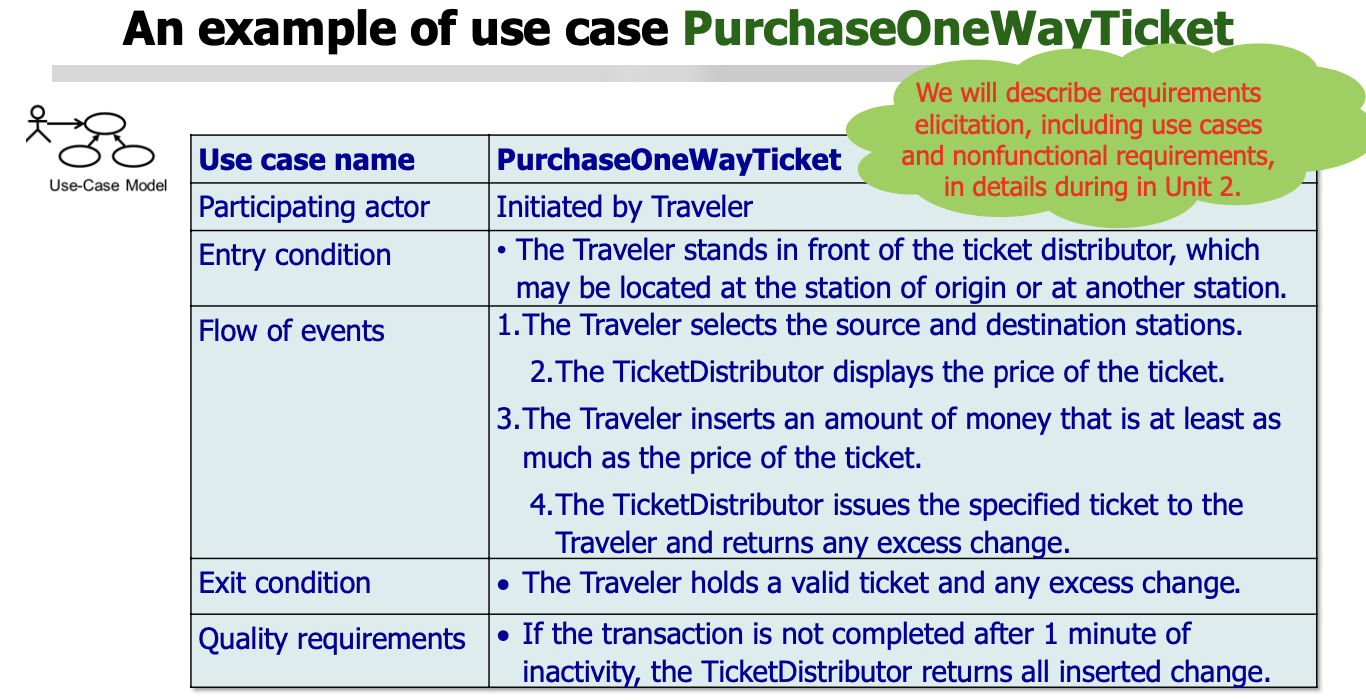 An example of use case PurchaseOneWayTicket
We will describe requirements
elicitation, including use cases
and nonfunctional requirements,
in details during in Unit 2.
Use-Case Model
Use case name
PurchaseOneWayTicket
Participating actor
Initiated by Traveler
Entry condition
• The Traveler stands in front of the ticket distributor, which
may be located at the station of origin or at another station.
Flow of events
1.The Traveler selects the source and destination stations.
2.The TicketDistributor displays the price of the ticket.
3.The Traveler inserts an amount of money that is at least as
much as the price of the ticket.
4.The TicketDistributor issues the specified ticket to the
Traveler and returns any excess change.
Exit condition
• The Traveler holds a valid ticket and any excess change.
Quality requirements
• If the transaction is not completed after 1 minute of
inactivity, the TicketDistributor returns all inserted change.